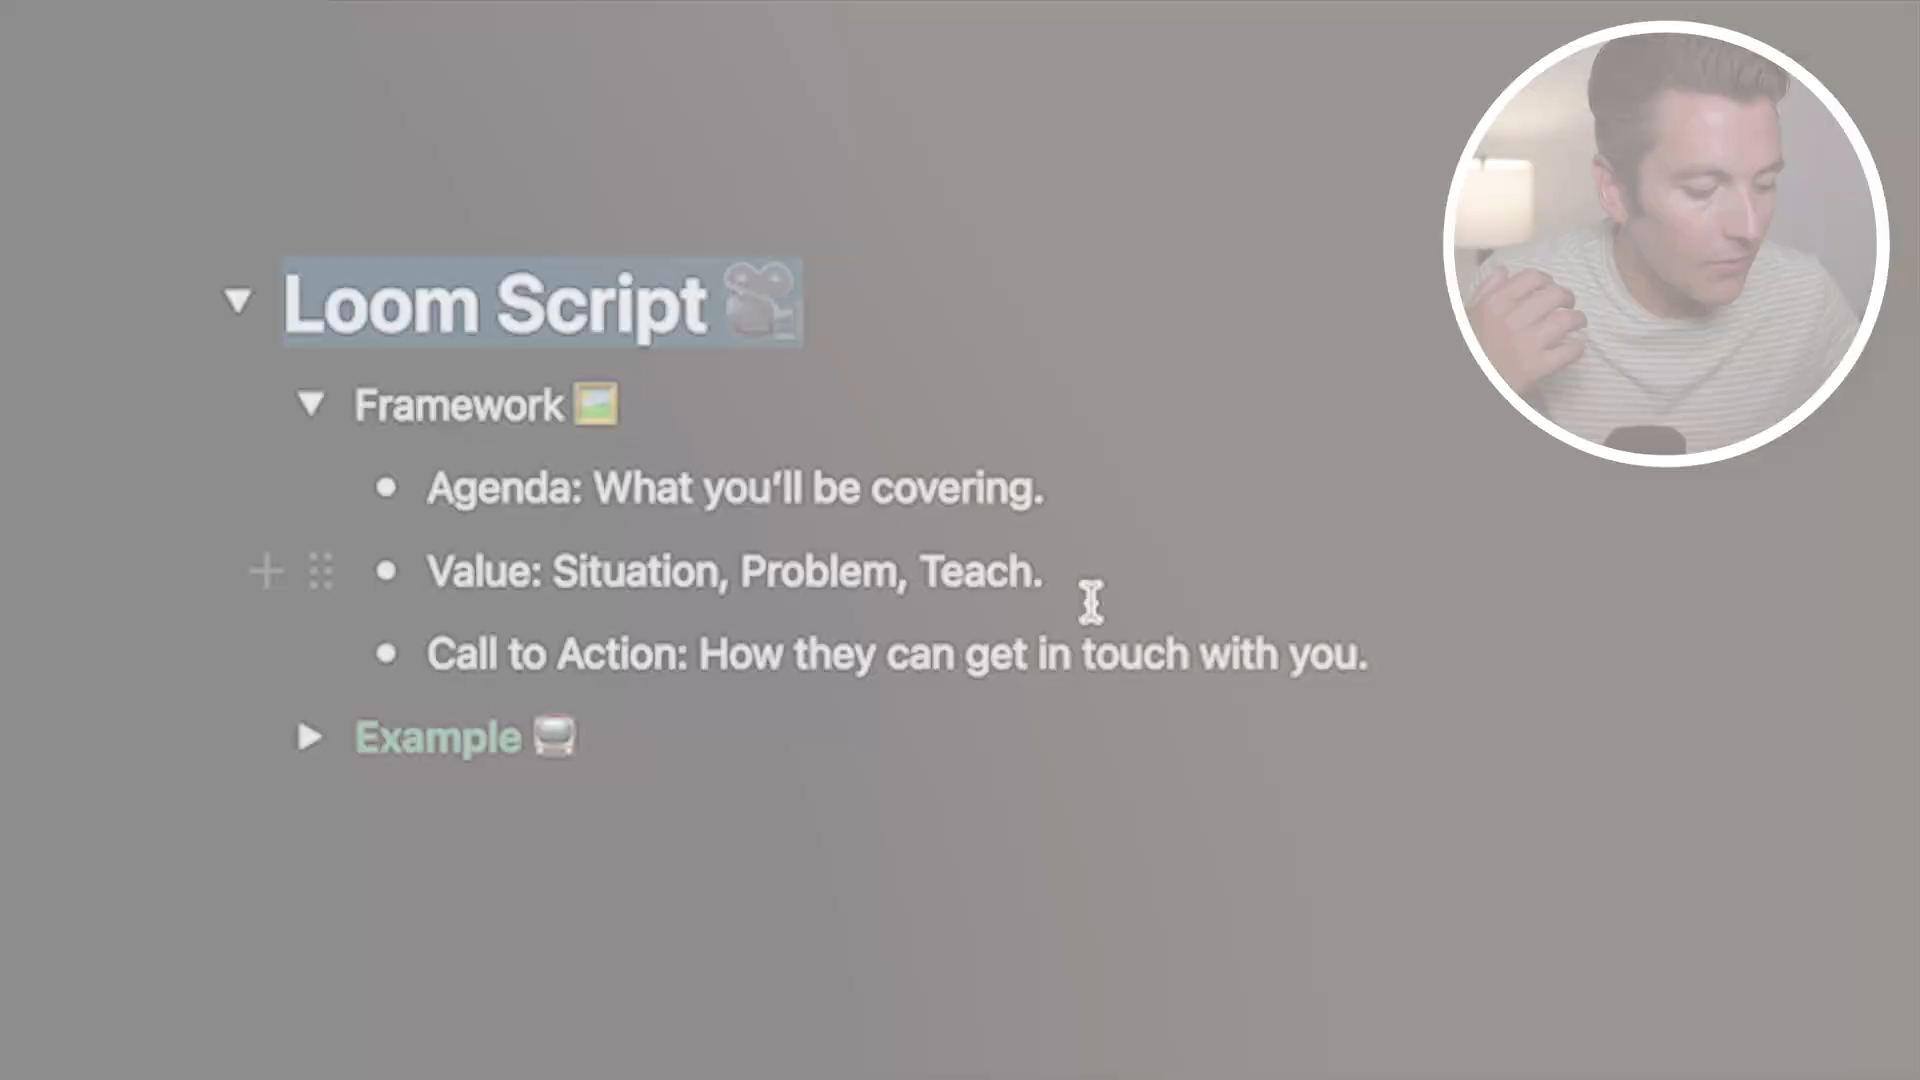 Loom Script
Framework
Agenda: What you'll be covering.
Value: Situation, Problem, Teach.
Call to Action: How they can get in touch with you.
Example